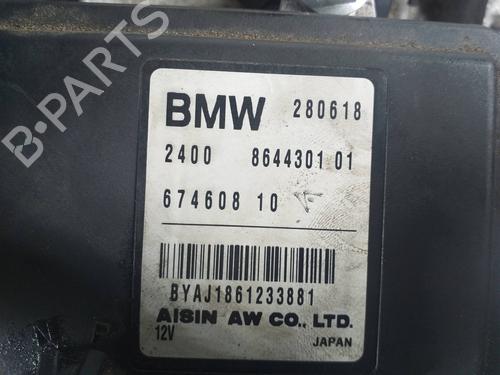 B-PARTS
BMW 280618
2400 8644301 01
674608 10
BYAJ1861233881
AISIN AW CO., LTD.
12V JAPAN